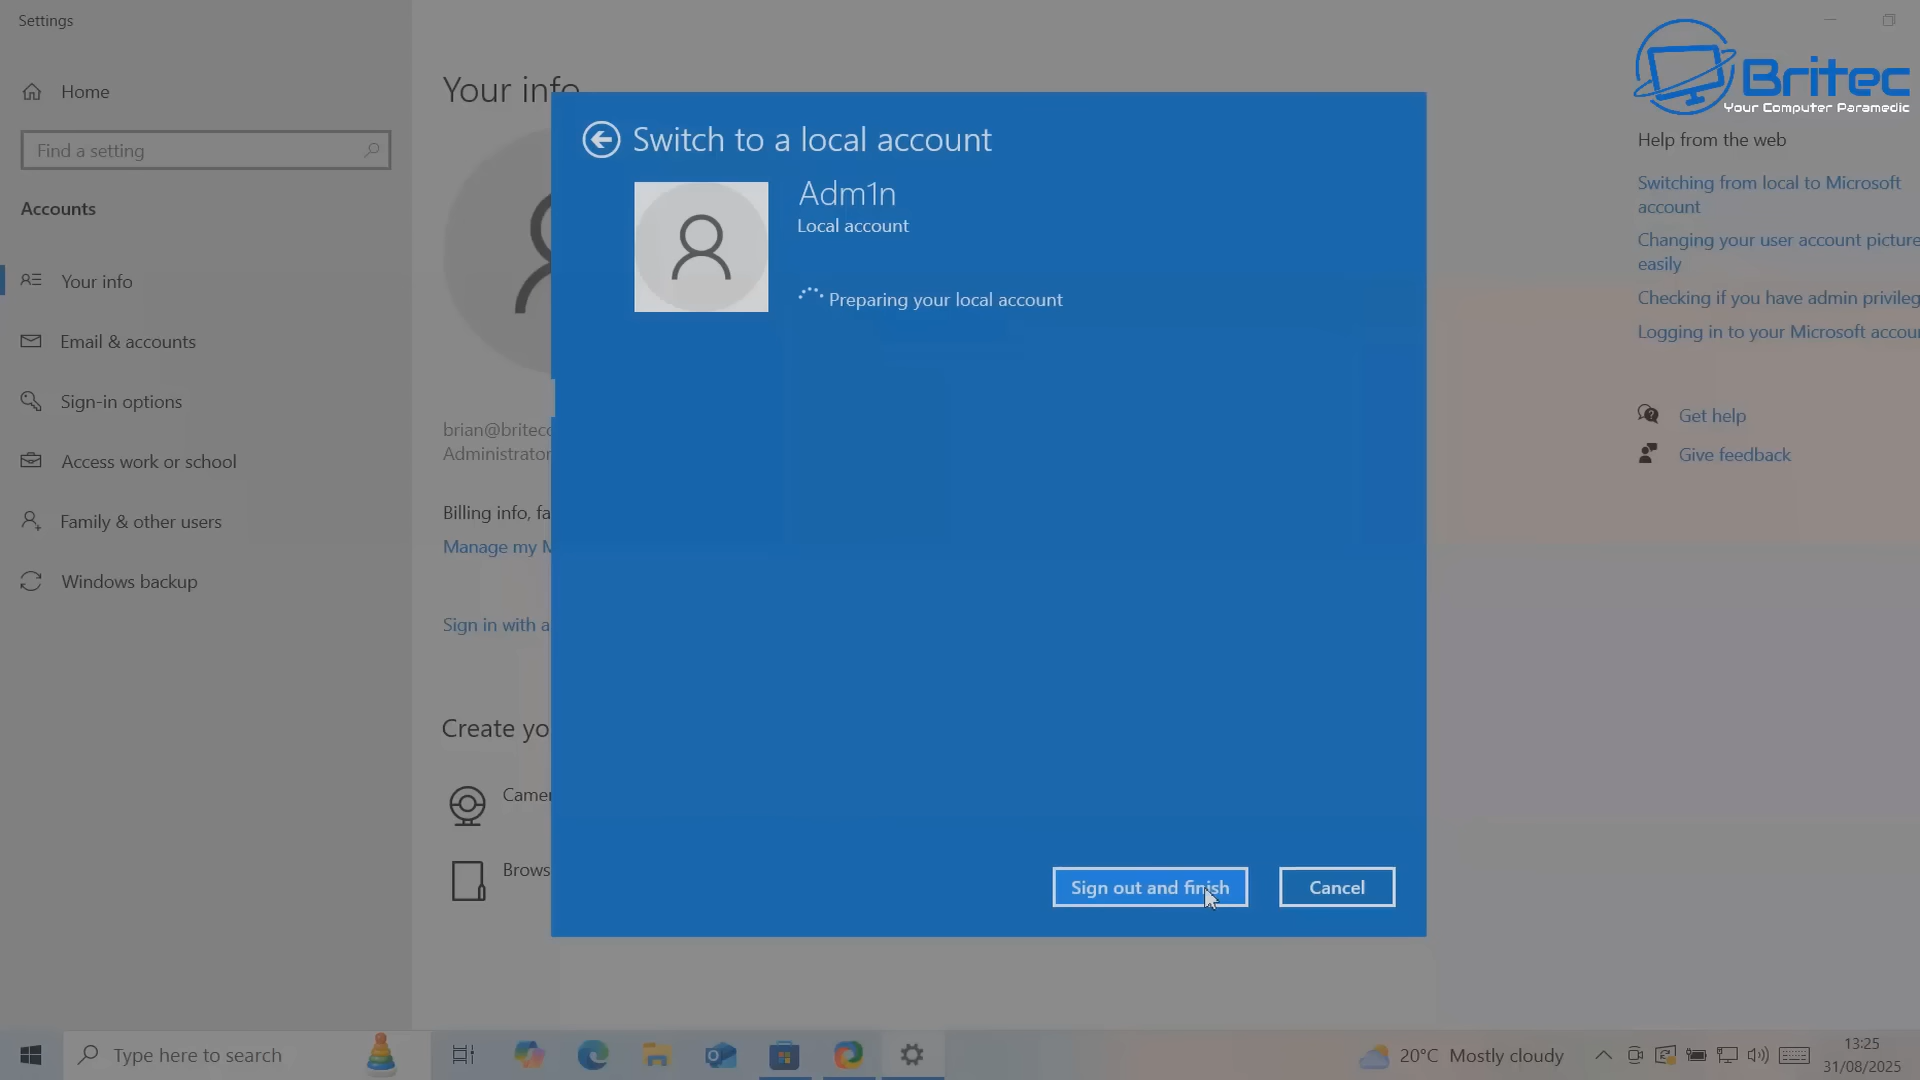 Settings
Home
Find a setting
Accounts
Your info
Email & accounts
Sign-in options
Access work or school
Family & other users
Windows backup
Your info
brian@britec
Administrator
Billing info, fa
Manage my M
Sign in with a
Create yo
Camer
Brows
Switch to a local account
Adm1n
Local account
Preparing your local account
Sign out and finish
Cancel
Britec
Your Computer Paramedic
Help from the web
Switching from local to Microsoft
account
Changing your user account picture
easily
Checking if you have admin privileg
Logging in to your Microsoft accou
Get help
Give feedback
Type here to search
20°C Mostly cloudy
13:25
31/08/2025